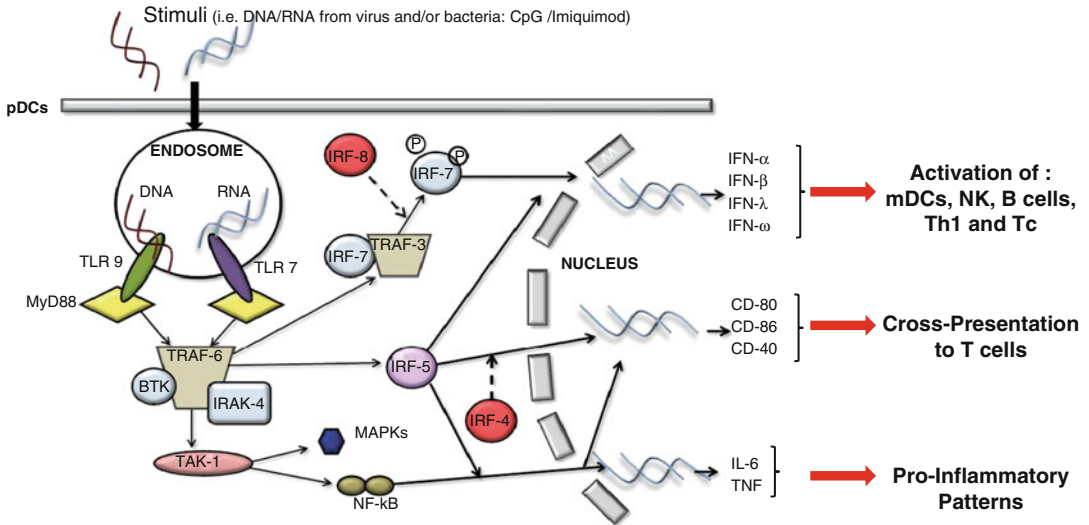 Stimuli (i.e. DNA/RNA from virus and/or bacteria: CpG /Imiquimod)
pDCs
ENDOSOME
DNA
RNA
TLR 9
TLR 7
MyD88
IRF-8
P
P
IRF-7
IRF-7
TRAF-3
TRAF-6
BTK
IRAK-4
TAK-1
MAPKs
NF-kB
IRF-5
IRF-4
NUCLEUS
IFN-α
IFN-β
IFN-λ
IFN-ω
Activation of :
mDCs, NK, B cells,
Th1 and Tc
CD-80
CD-86
CD-40
Cross-Presentation
to T cells
IL-6
TNF
Pro-Inflammatory
Patterns